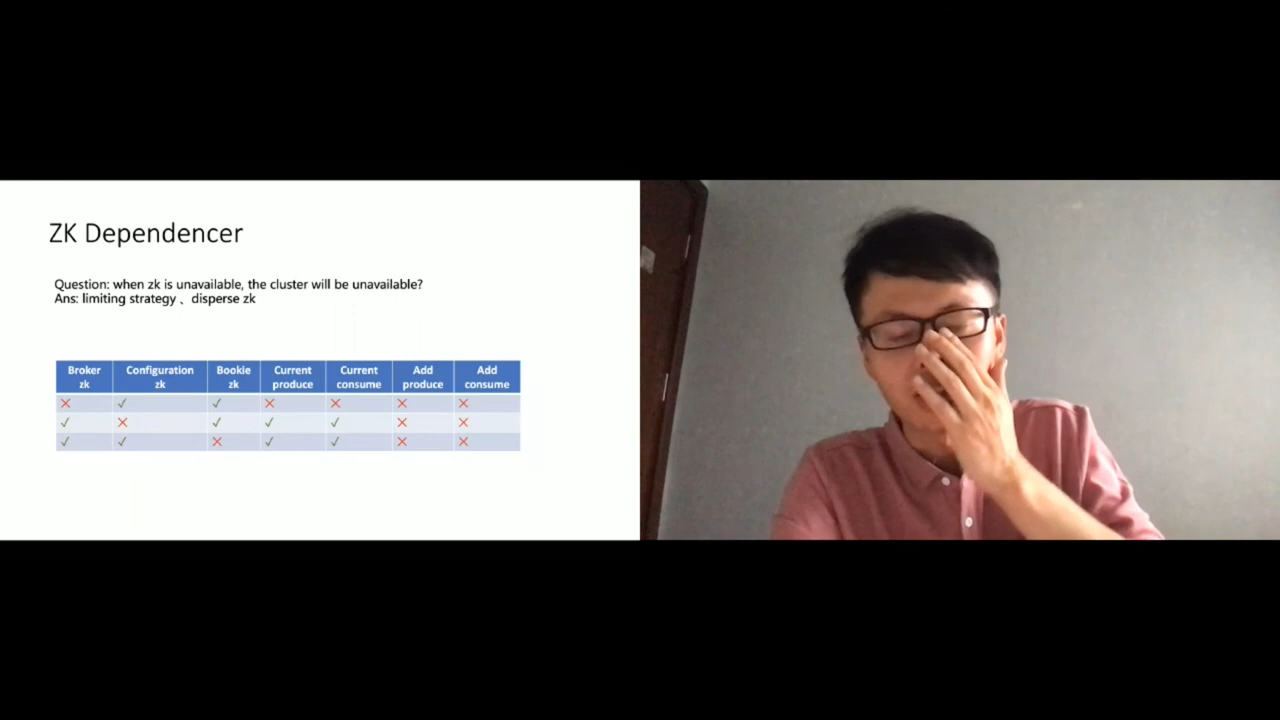 ZK Dependencer
Question: when zk is unavailable, the cluster will be unavailable?
Ans: limiting strategy 、disperse zk
Broker zk Configuration zk Bookie zk Current produce Current consume Add produce Add consume
✕ ✓ ✓ ✕ ✕ ✕ ✕
✓ ✕ ✓ ✓ ✓ ✕ ✕
✓ ✓ ✕ ✓ ✓ ✕ ✕